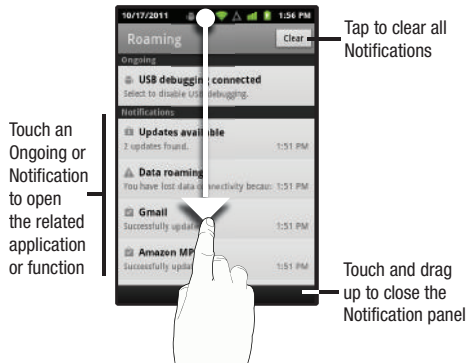 10/17/2011 1:56 PM
Roaming Clear
Ongoing
USB debugging connected
Select to disable USB debugging.
Notifications
Updates available
2 updates found. 1:51 PM
Data roaming
You have lost data connectivity becau: 1:51 PM
Gmail
Successfully updat 1:51 PM
Amazon MP
Successfully upda 1:51 PM
Tap to clear all
Notifications
Touch an
Ongoing or
Notification
to open
the related
application
or function
Touch and drag
up to close the
Notification panel